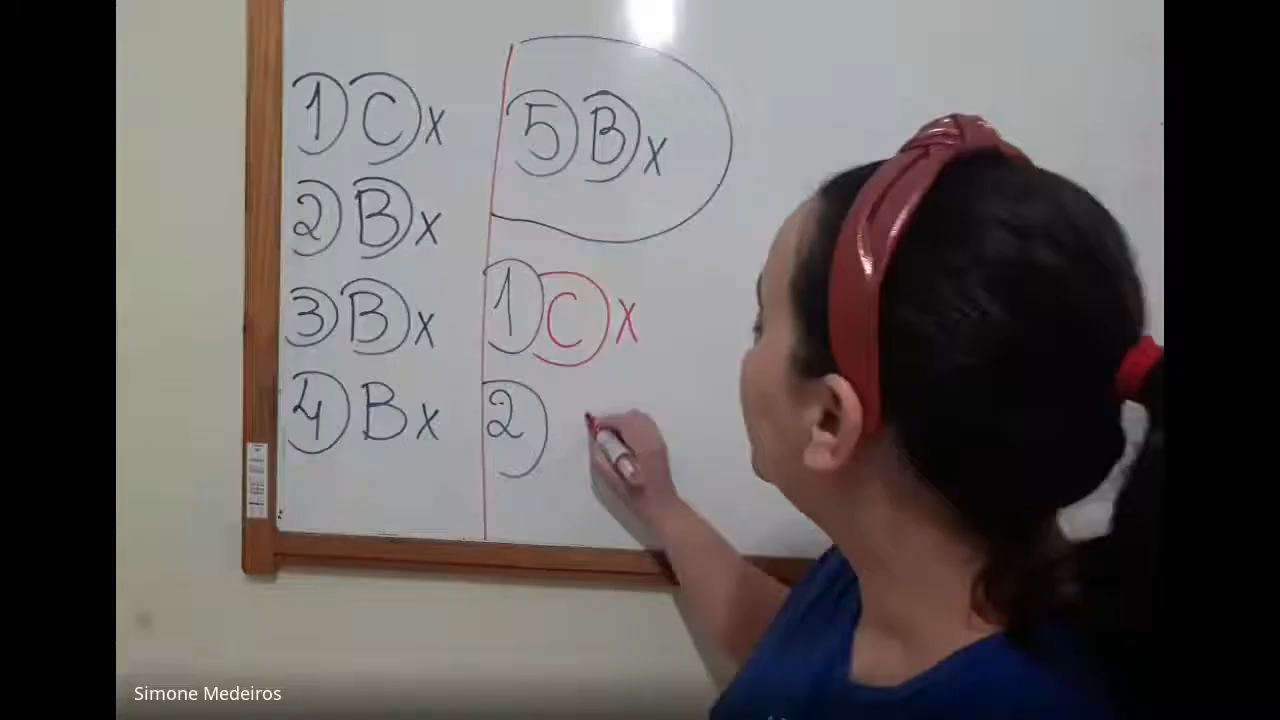 1) C) x
2) B) x
3) B) x
4) B x
5) B) x
1) C) x
2)
Simone Medeiros